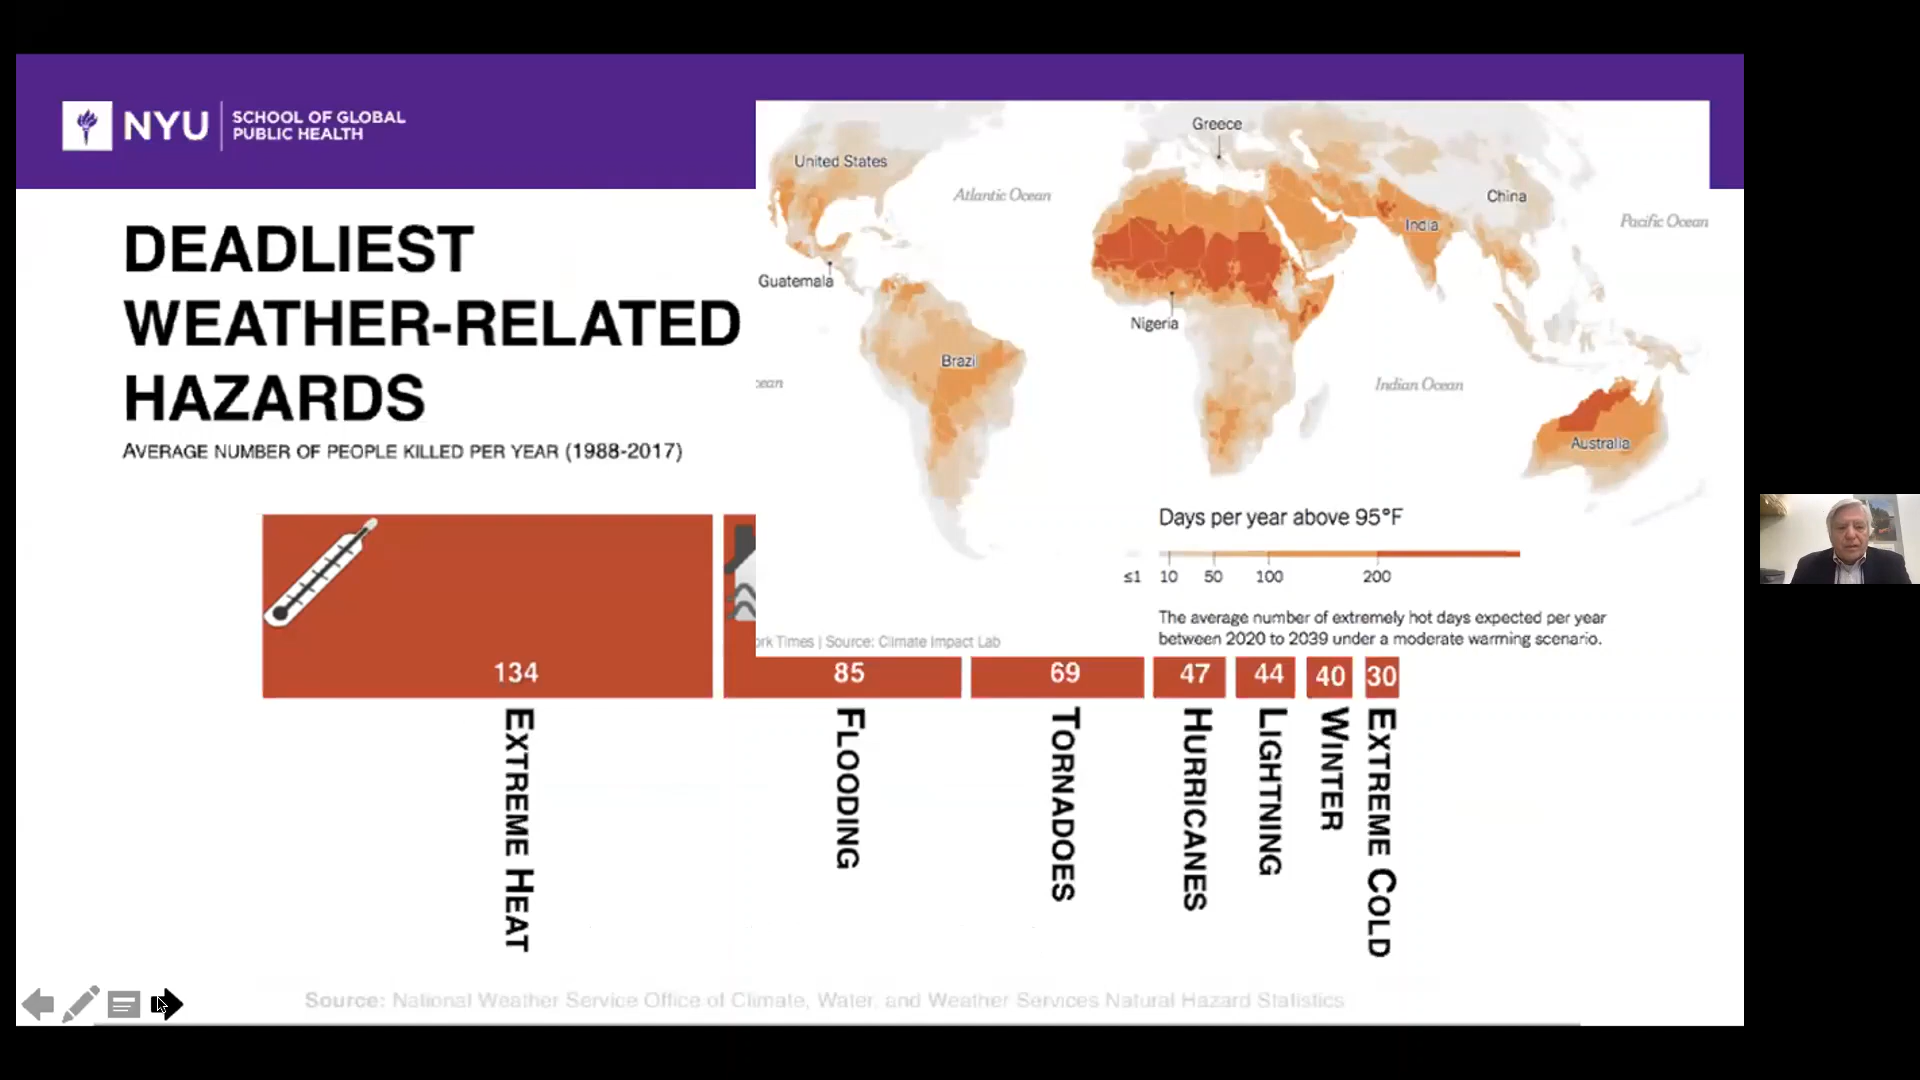 NYU
SCHOOL OF GLOBAL
PUBLIC HEALTH
DEADLIEST
WEATHER-RELATED
HAZARDS
AVERAGE NUMBER OF PEOPLE KILLED PER YEAR (1988-2017)
Greece
United States
Atlantic Ocean
China
India
Pacific Ocean
Guatemala
Nigeria
Brazi
cean
Indian Ocean
Australia
Days per year above 95°F
≤1 10 50 100 200
The average number of extremely hot days expected per year
between 2020 to 2039 under a moderate warming scenario.
ork Times | Source: Climate Impact Lab
134
85
69
47
44
40
30
EXTREME HEAT
FLOODING
TORNADOES
HURRICANES
LIGHTNING
WINTER
EXTREME COLD
Source: National Weather Service Office of Climate, Water, and Weather Services Natural Hazard Statistics